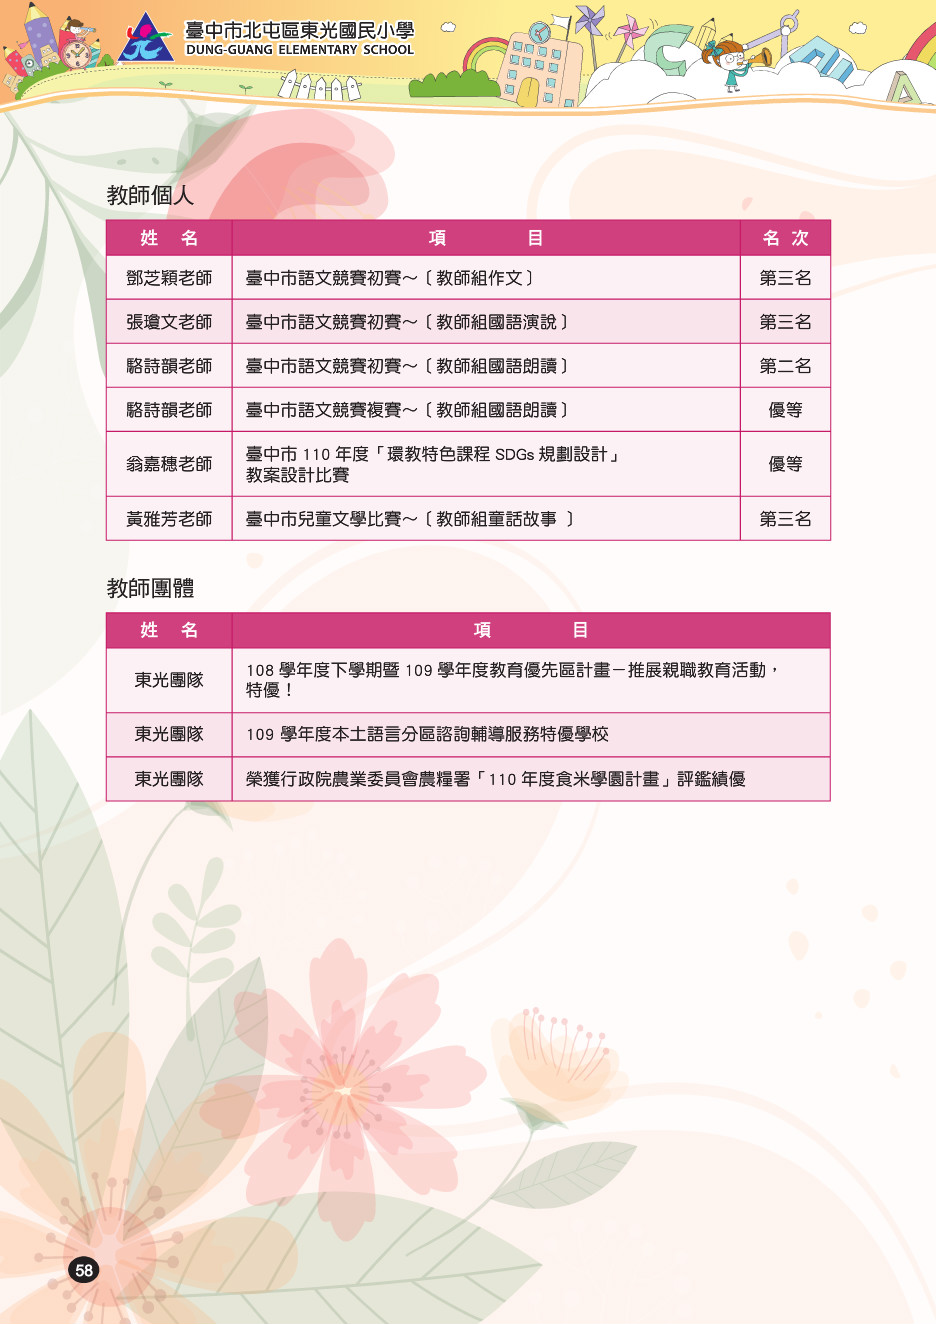 臺中市北屯區東光國民小學
DUNG-GUANG ELEMENTARY SCHOOL
教師個人
姓 名 項 目 名 次
鄧芝穎老師 臺中市語文競賽初賽～〔教師組作文〕 第三名
張瓊文老師 臺中市語文競賽初賽～〔教師組國語演說〕 第三名
駱詩韻老師 臺中市語文競賽初賽～〔教師組國語朗讀〕 第二名
駱詩韻老師 臺中市語文競賽複賽～〔教師組國語朗讀〕 優等
翁嘉穗老師 臺中市 110 年度「環教特色課程 SDGs 規劃設計」
教案設計比賽 優等
黃雅芳老師 臺中市兒童文學比賽～〔教師組童話故事 〕 第三名
教師團體
姓 名 項 目
東光團隊 108 學年度下學期暨 109 學年度教育優先區計畫－推展親職教育活動，
特優！
東光團隊 109 學年度本土語言分區諮詢輔導服務特優學校
東光團隊 榮獲行政院農業委員會農糧署「110 年度食米學園計畫」評鑑績優
58